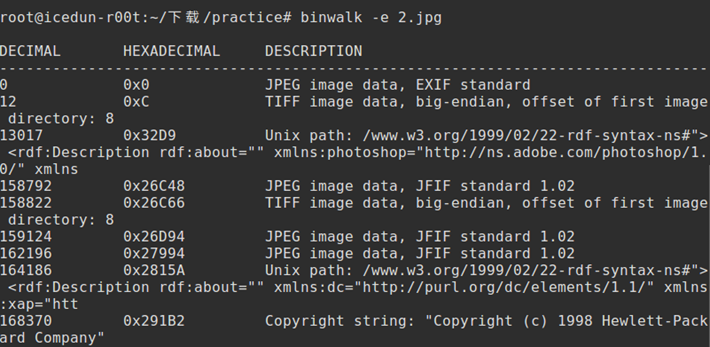 root@icedun-r00t:~/下载/practice# binwalk -e 2.jpg
DECIMAL HEXADECIMAL DESCRIPTION
--------------------------------------------------------------------------------
0 0x0 JPEG image data, EXIF standard
12 0xC TIFF image data, big-endian, offset of first image
directory: 8
13017 0x32D9 Unix path: /www.w3.org/1999/02/22-rdf-syntax-ns#">
<rdf:Description rdf:about="" xmlns:photoshop="http://ns.adobe.com/photoshop/1.
0/" xmlns
158792 0x26C48 JPEG image data, JFIF standard 1.02
158822 0x26C66 TIFF image data, big-endian, offset of first image
directory: 8
159124 0x26D94 JPEG image data, JFIF standard 1.02
162196 0x27994 JPEG image data, JFIF standard 1.02
164186 0x2815A Unix path: /www.w3.org/1999/02/22-rdf-syntax-ns#">
<rdf:Description rdf:about="" xmlns:dc="http://purl.org/dc/elements/1.1/" xmlns
:xap="htt
168370 0x291B2 Copyright string: "Copyright (c) 1998 Hewlett-Pack
ard Company"